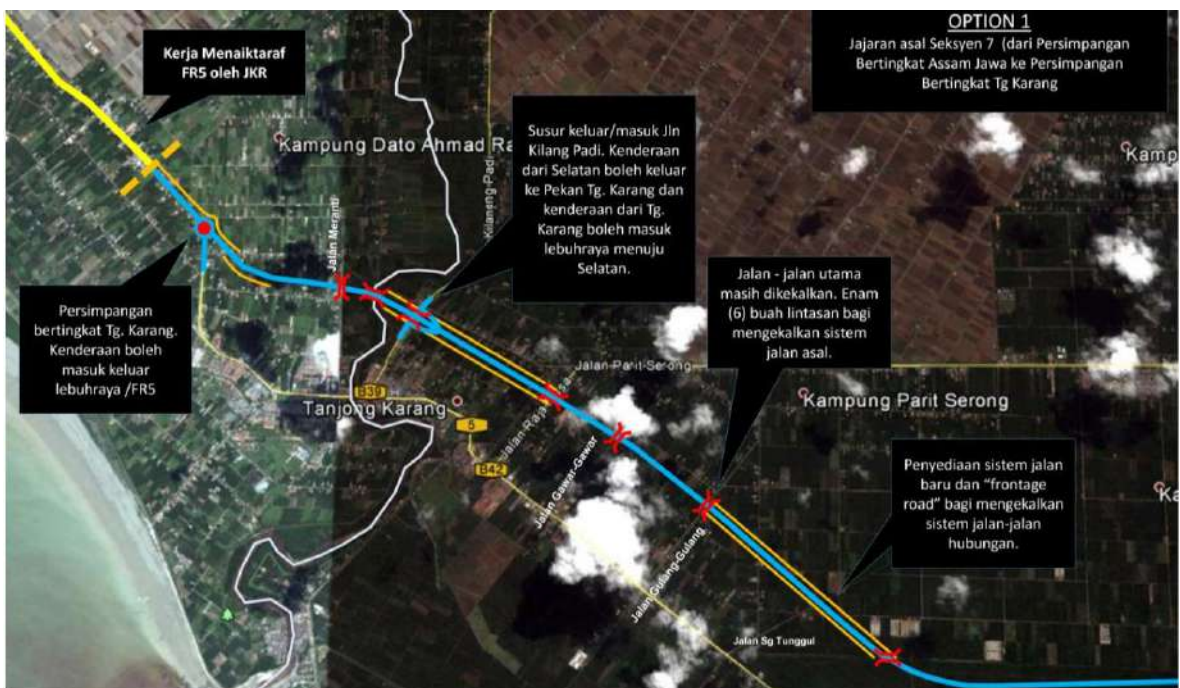 OPTION 1
Jajaran asal Seksyen 7 (dari Persimpangan
Bertingkat Assam Jawa ke Persimpangan
Bertingkat Tg Karang
Kerja Menaiktaraf
FR5 oleh JKR
Kampung Dato Ahmad
Susur keluar/masuk Jln
Kilang Padi. Kenderaan
dari Selatan boleh keluar
ke Pekan Tg. Karang dan
kenderaan dari Tg.
Karang boleh masuk
lebuhraya menuju
Selatan.
Jalan Meranti
Persimpangan
bertingkat Tg. Karang.
Kenderaan boleh
masuk keluar
lebuhraya /FR5
Jalan - jalan utama
masih dikekalkan. Enam
(6) buah lintasan bagi
mengekalkan sistem
jalan asal.
Jalan Parit Serong
B39
Tanjong Karang
5
B42
Jalan Gawar-Gawar
Kampung Parit Serong
Penyediaan sistem jalan
baru dan “frontage
road” bagi mengekalkan
sistem jalan-jalan
hubungan.
Jalan Gulang-Gulang
Jalan Sg Tunggul